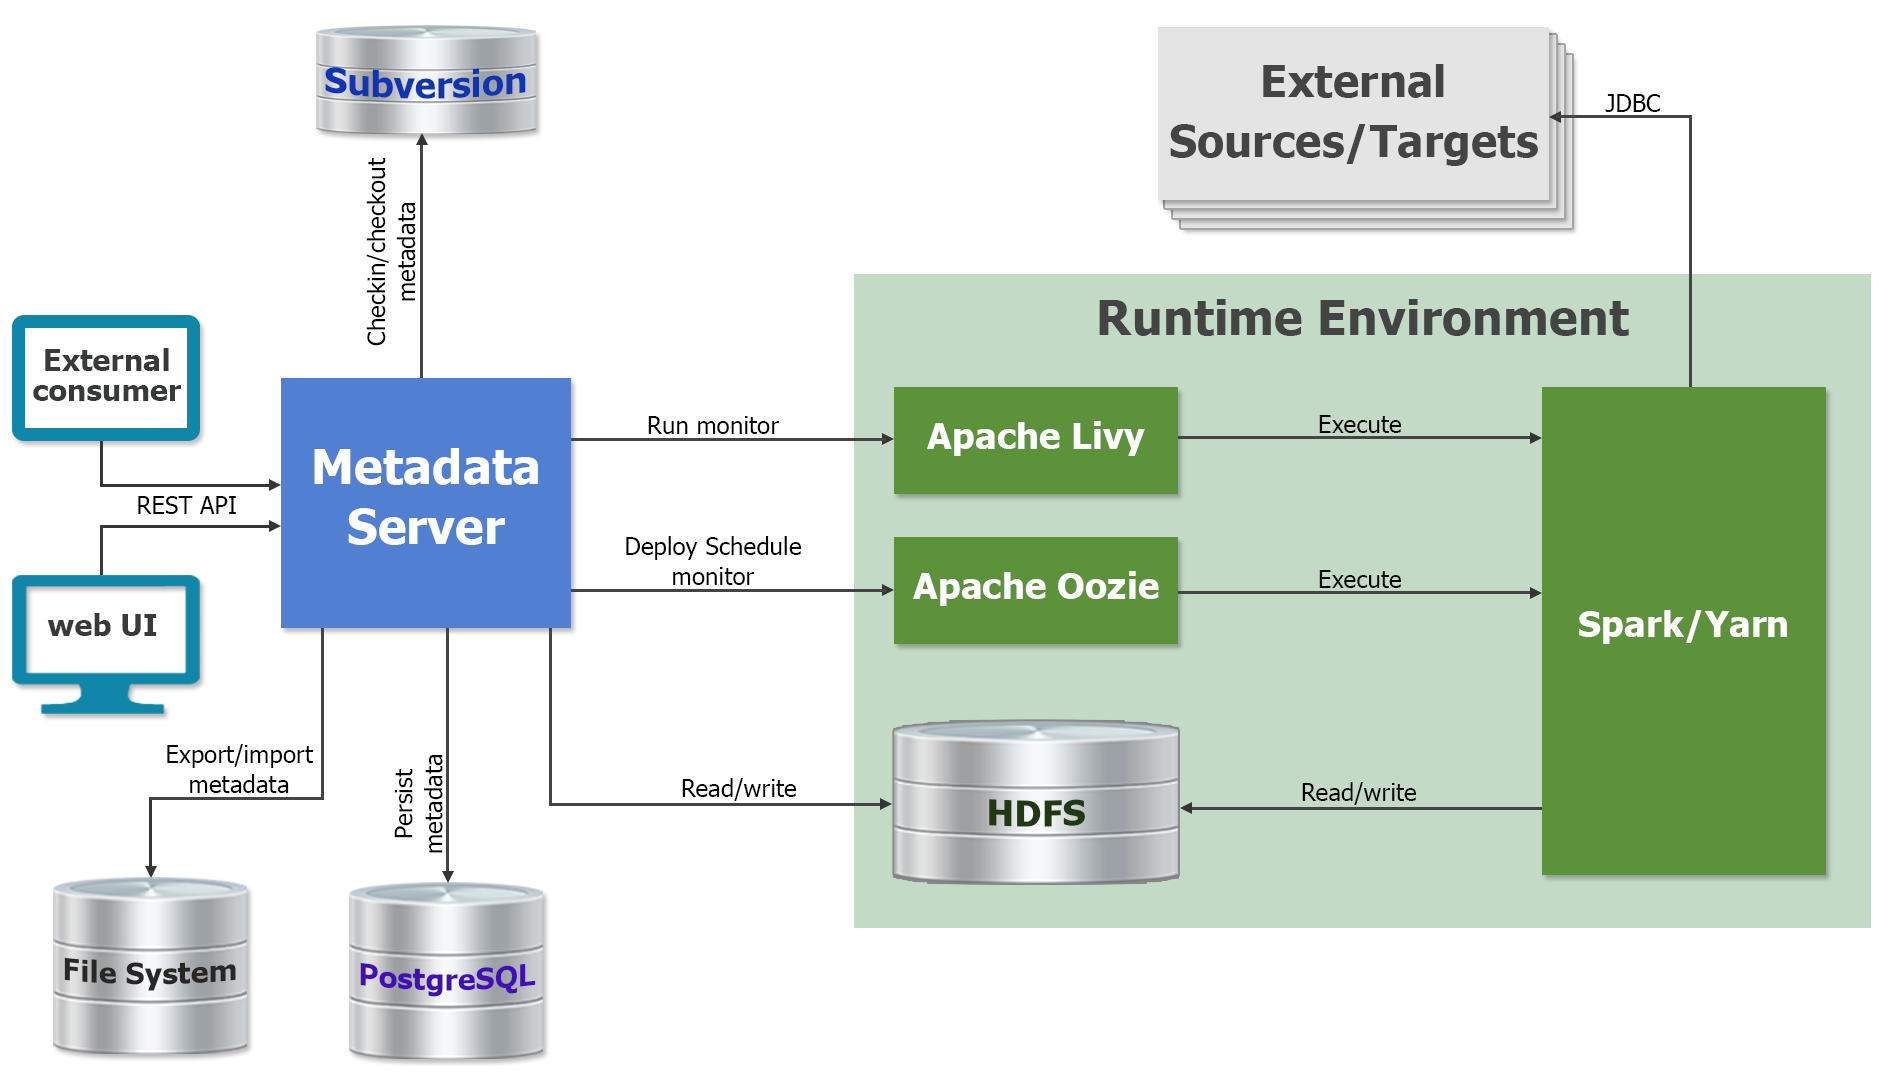 Subversion
External
Sources/Targets
JDBC
Checkin/checkout
metadata
Runtime Environment
External
consumer
Metadata
Server
Run monitor
Apache Livy
Execute
REST API
Deploy Schedule
monitor
Apache Oozie
Execute
Spark/Yarn
web UI
Export/import
metadata
Persist
metadata
Read/write
HDFS
Read/write
File System
PostgreSQL